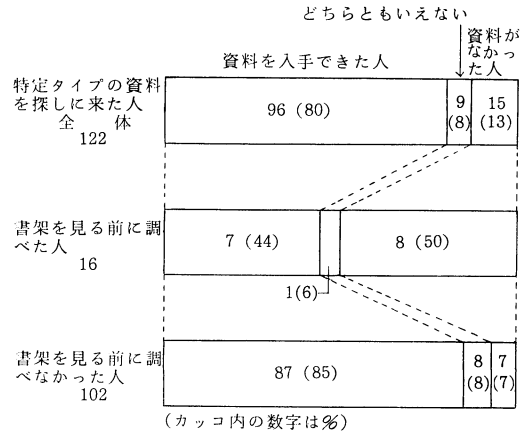 どちらともいえない
資料が
なかっ
た人
資料を入手できた人
特定タイプの資料
を探しに来た人
全 体
122
96 (80)
9
(8)
15
(13)
書架を見る前に調
べた人
16
7 (44)
8 (50)
1(6)
書架を見る前に調
べなかった人
102
87 (85)
8
(8)
7
(7)
(カッコ内の数字は%)